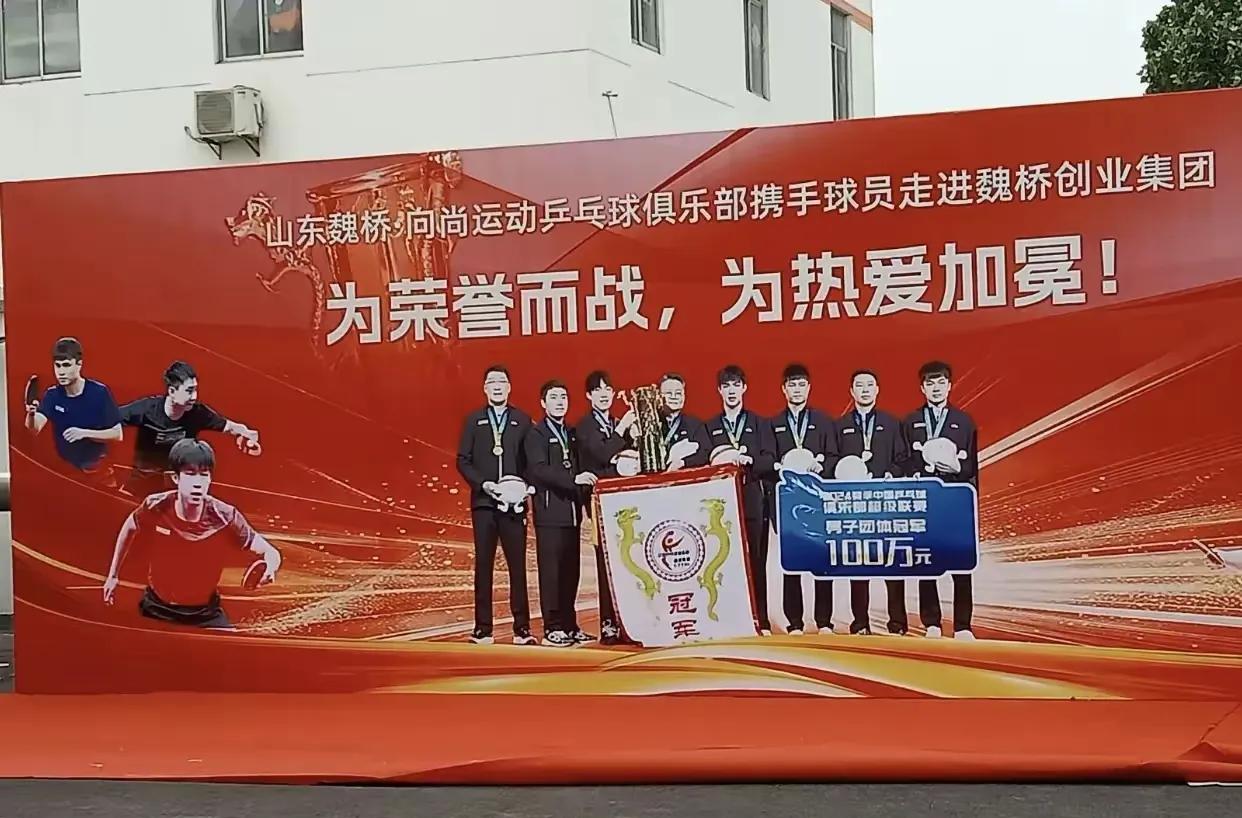 山东魏桥·向尚运动乒乓球俱乐部携手球员走进魏桥创业集团
为荣誉而战，为热爱加冕！
2024赛季中国乒乓球
俱乐部超级联赛
男子团体冠军
100万元
冠军